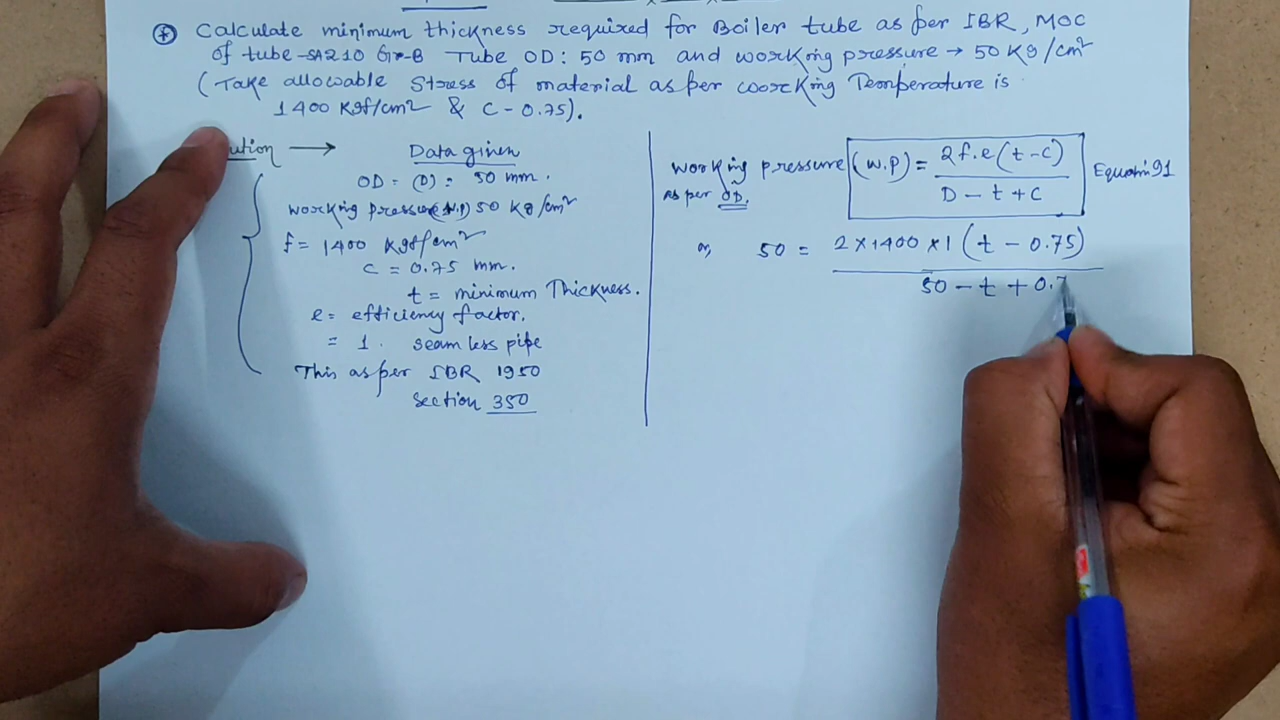 Calculate minimum thickness required for Boiler tube as per IBR, MOC
of tube-SA210 Gr-B Tube OD: 50 mm and working pressure → 50 Kg/cm²
(Take allowable Stress of material as per woorking Temperature is
1400 Kgf/cm² & C-0.75).
ution → Data given
OD = (D) = 50 mm.
working pressure(w.p) 50 kg/cm²
f = 1400 kgf/cm²
C = 0.75 mm.
t = minimum Thickness.
e = efficiency factor.
= 1. seam less pipe
This as per IBR 1950
Section 350
working pressure (w.p) = 2f.e(t-c) / D-t+c Equation 91
as per OD.
or, 50 = 2×1400×1(t-0.75) / 50-t+0.7